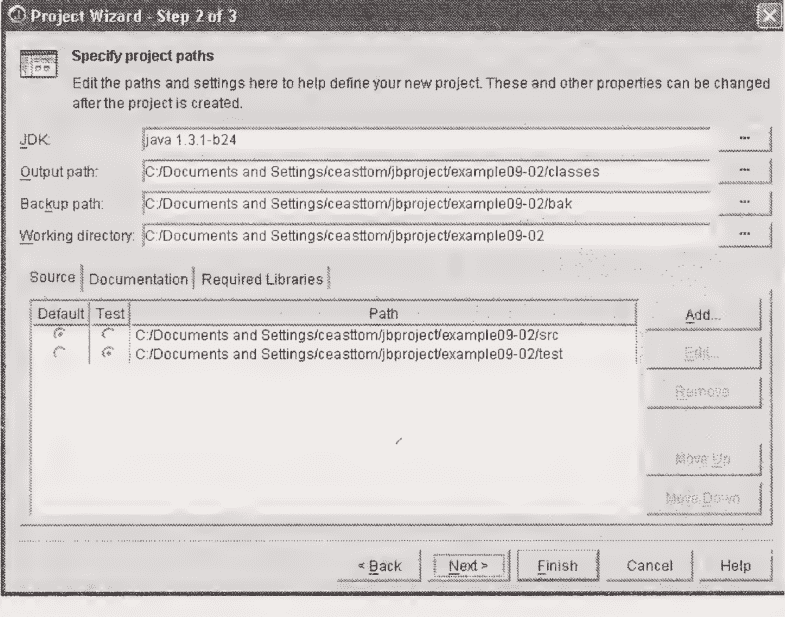 Project Wizard - Step 2 of 3
Specify project paths
Edit the paths and settings here to help define your new project. These and other properties can be changed
after the project is created.
JDK: java 1.3.1-b24 ...
Output path: C:/Documents and Settings/ceasttom/jbproject/example09-02/classes ...
Backup path: C:/Documents and Settings/ceasttom/jbproject/example09-02/bak ...
Working directory: C:/Documents and Settings/ceasttom/jbproject/example09-02 ...
Source Documentation Required Libraries
Default Test Path
C:/Documents and Settings/ceasttom/jbproject/example09-02/src
C:/Documents and Settings/ceasttom/jbproject/example09-02/test
Add...
Edit...
Remove
Move Up
Move Down
< Back Next > Finish Cancel Help